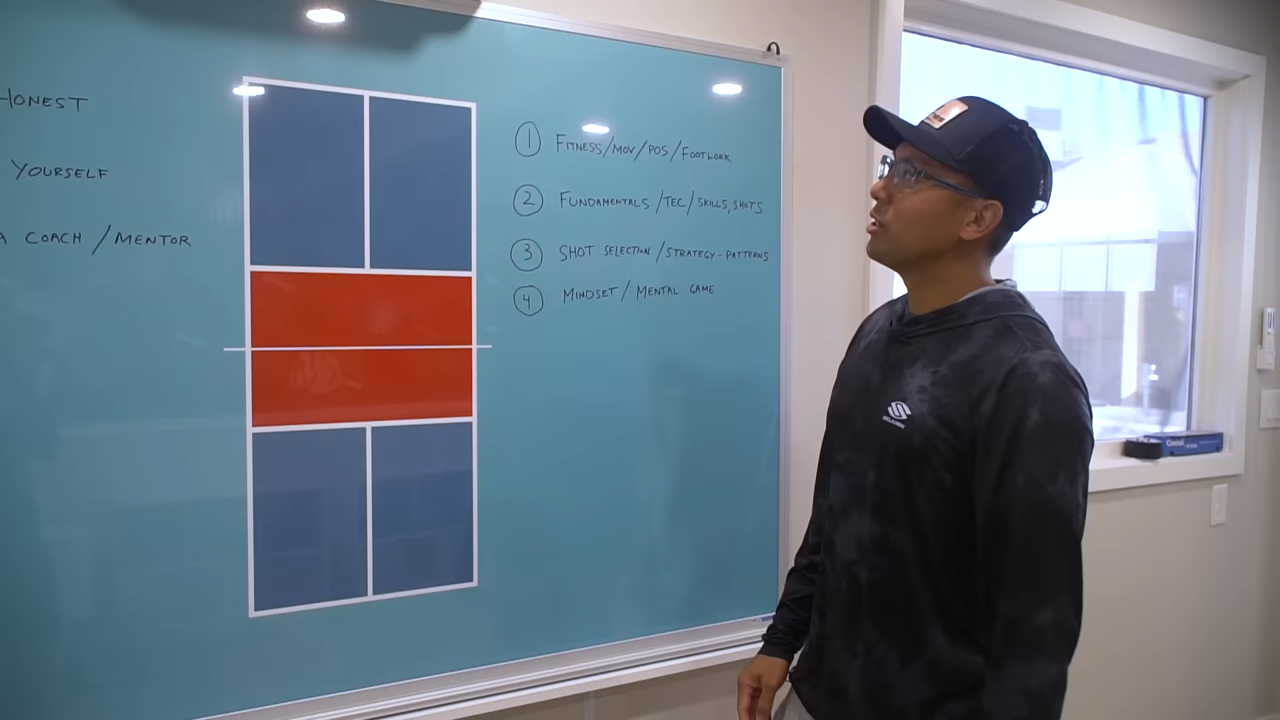 HONEST
YOURSELF
A COACH/MENTOR
1 FITNESS/MOV/POS/FOOTWORK
2 FUNDAMENTALS/TEC/SKILLS, SHOTS
3 SHOT SELECTION/STRATEGY-PATTERNS
4 MINDSET/MENTAL GAME
SELKIRK